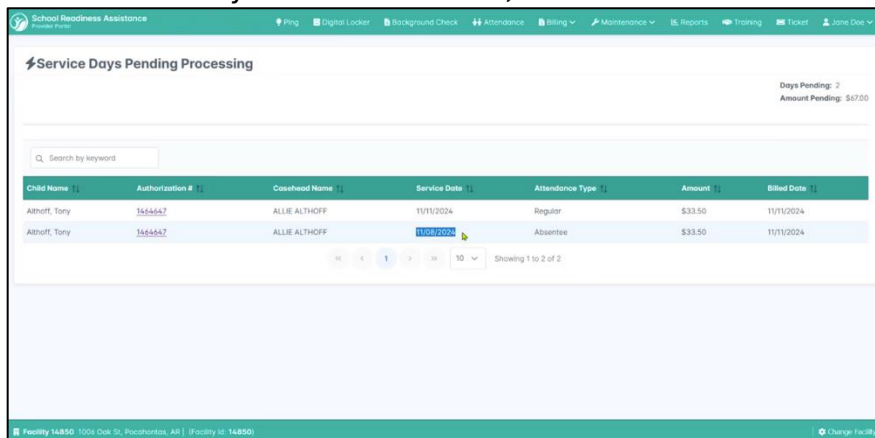 School Readiness Assistance
Provider Portal
Ping Digital Locker Background Check Attendance Billing Maintenance Reports Training Ticket Jane Doe
Service Days Pending Processing
Days Pending: 2
Amount Pending: $67.00
Search by keyword
Child Name Authorization # Casehead Name Service Date Attendance Type Amount Billed Date
Althoff, Tony 1464647 ALLIE ALTHOFF 11/11/2024 Regular $33.50 11/11/2024
Althoff, Tony 1464647 ALLIE ALTHOFF 11/08/2024 Absentee $33.50 11/11/2024
« < 1 > » 10 Showing 1 to 2 of 2
Facility 14850 1006 Oak St, Pocahontas, AR | (Facility Id: 14850) Change Facility